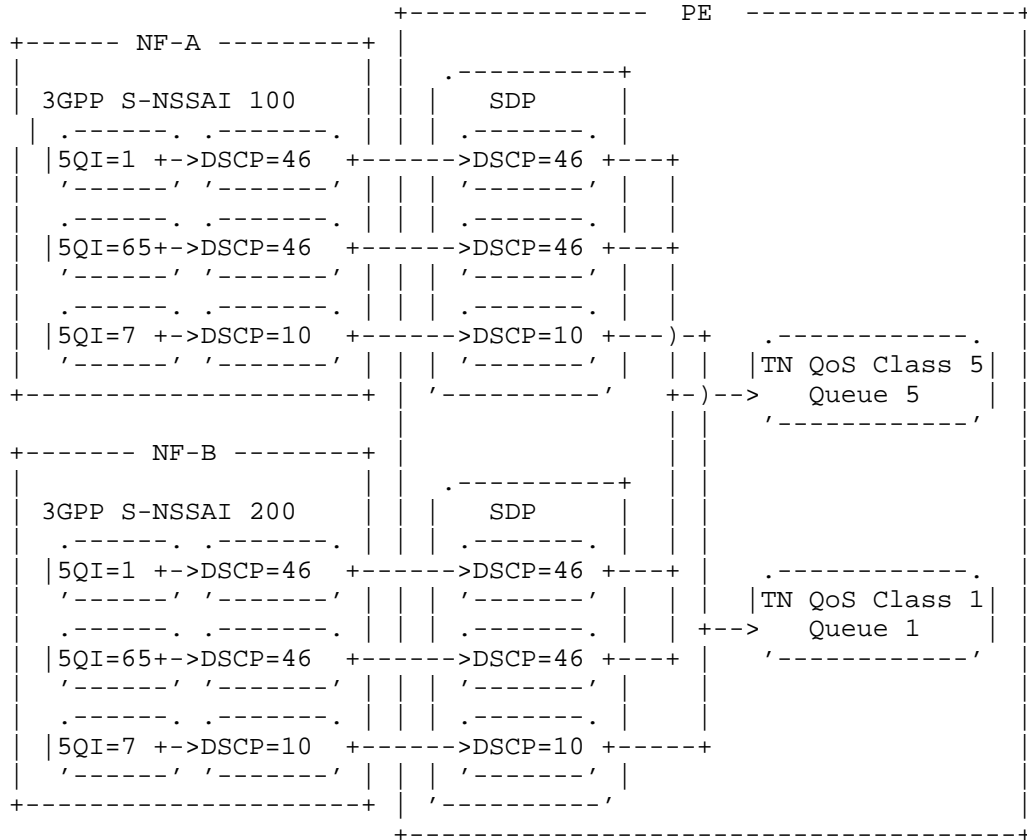 PE
NF-A
SDP
3GPP S-NSSAI 100
5QI=1 +->DSCP=46 +------>DSCP=46 +---+
5QI=65+->DSCP=46 +------>DSCP=46 +---+
5QI=7 +->DSCP=10 +------>DSCP=10 +---)-+
TN QoS Class 5
+-)--> Queue 5
NF-B
3GPP S-NSSAI 200 SDP
5QI=1 +->DSCP=46 +------>DSCP=46 +---+
TN QoS Class 1
+--> Queue 1
5QI=65+->DSCP=46 +------>DSCP=46 +---+
5QI=7 +->DSCP=10 +------>DSCP=10 +-----+